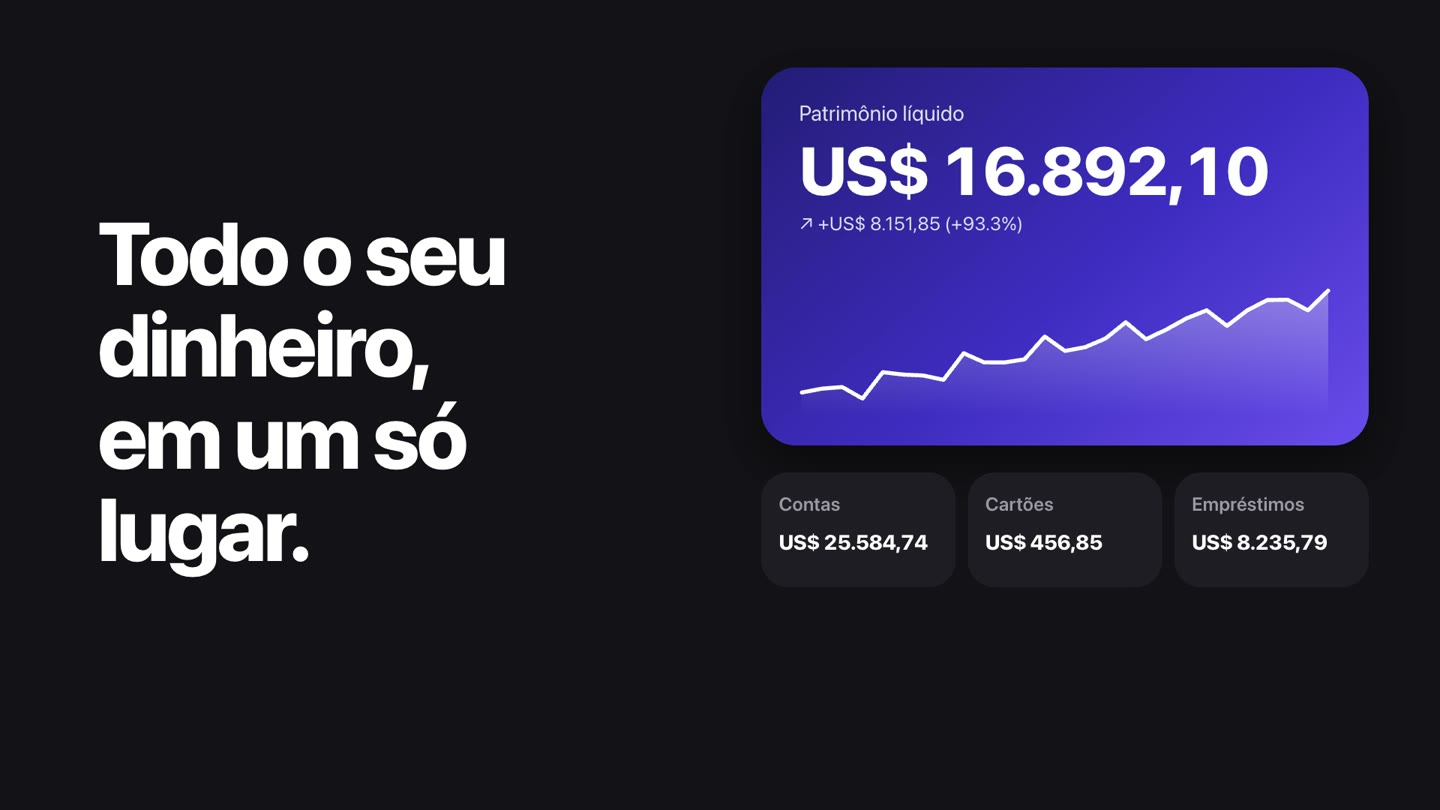 Todo o seu
dinheiro,
em um só
lugar.
Patrimônio líquido
US$ 16.892,10
↗ +US$ 8.151,85 (+93.3%)
Contas
US$ 25.584,74
Cartões
US$ 456,85
Empréstimos
US$ 8.235,79